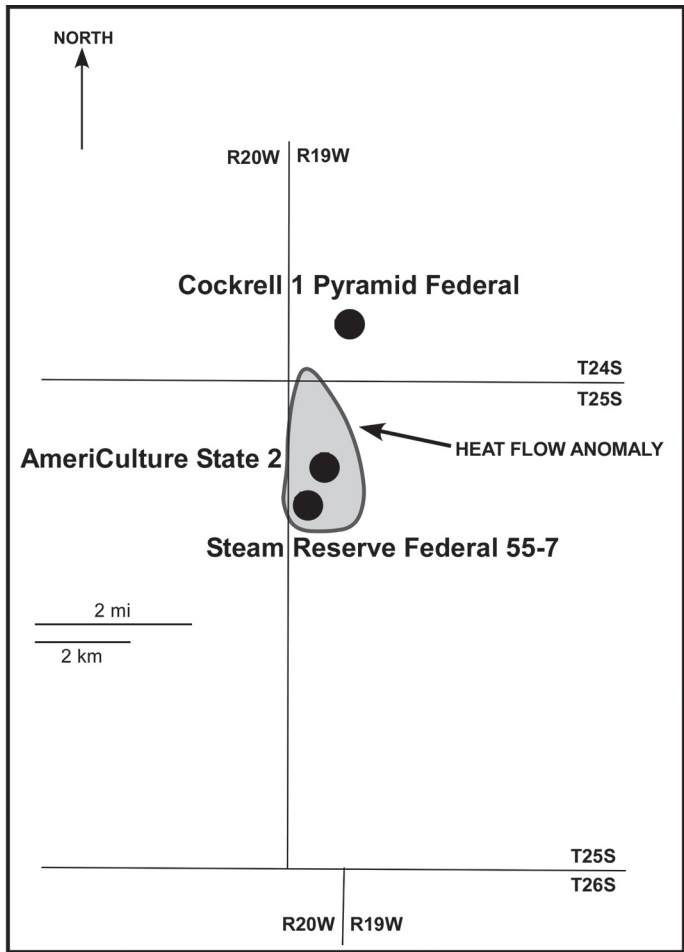 NORTH
R20W R19W
Cockrell 1 Pyramid Federal
T24S
T25S
HEAT FLOW ANOMALY
AmeriCulture State 2
Steam Reserve Federal 55-7
2 mi
2 km
T25S
T26S
R20W R19W